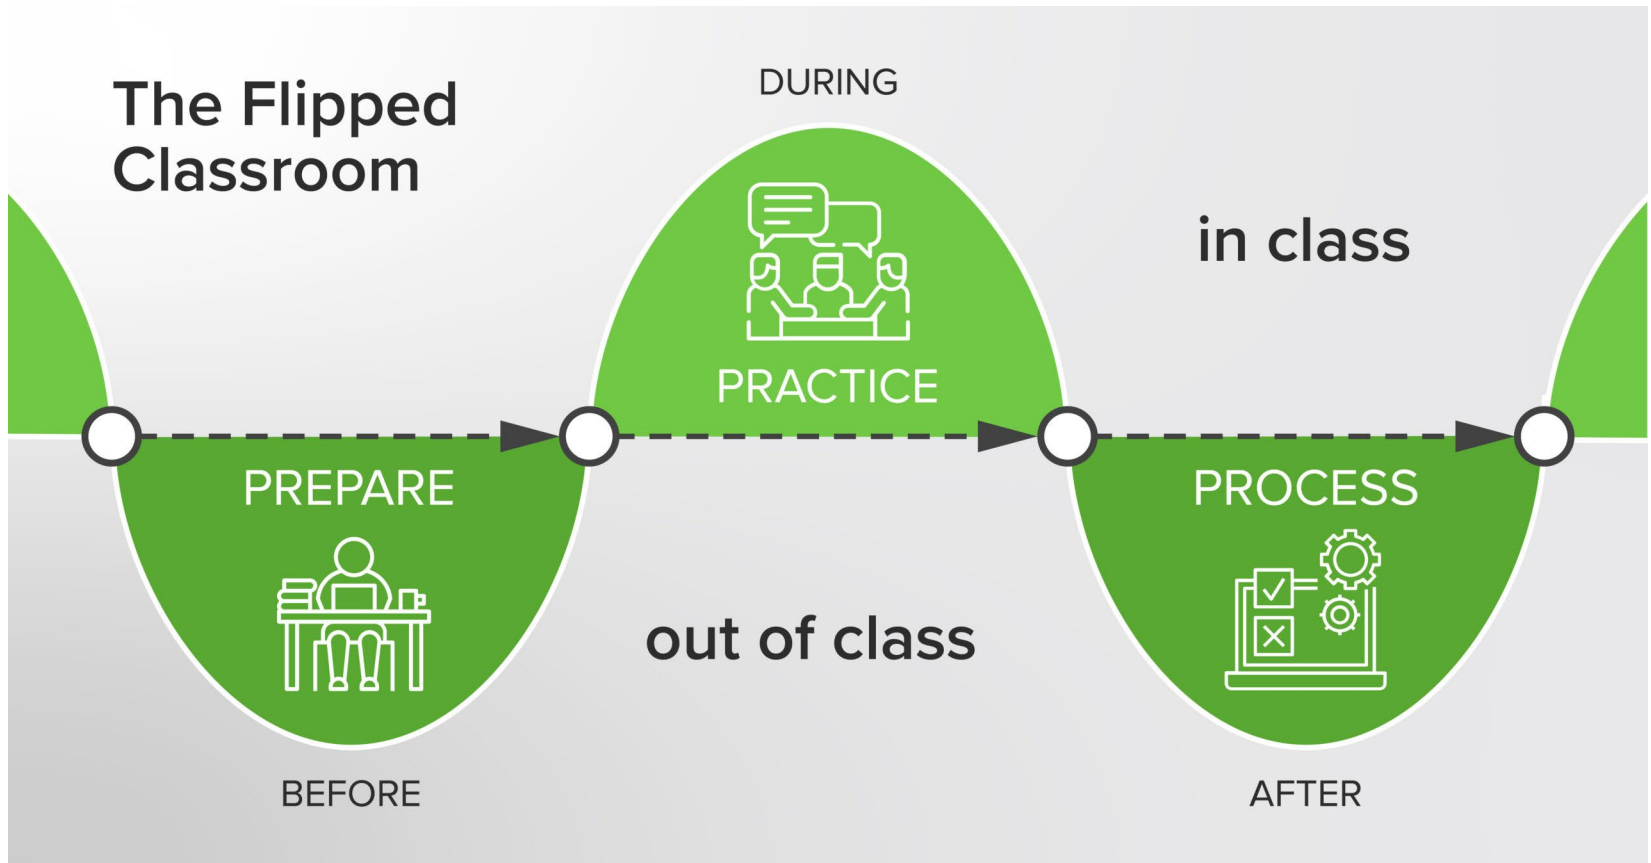 The Flipped
Classroom
DURING
PRACTICE
in class
PREPARE
BEFORE
out of class
PROCESS
AFTER